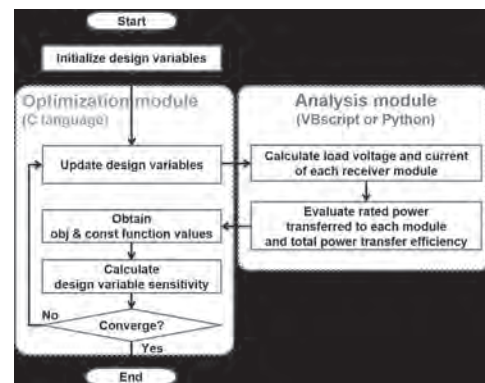 Start
Initialize design variables
Optimization module
(C language)
Analysis module
(VBscript or Python)
Update design variables
Calculate load voltage and current
of each receiver module
Evaluate rated power
transferred to each module
and total power transfer efficiency
Obtain
obj & const function values
Calculate
design variable sensitivity
No
Converge?
Yes
End